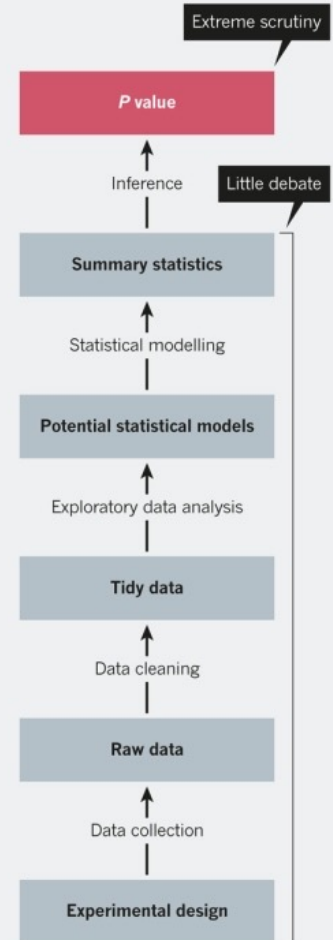 Extreme scrutiny
P value
Inference
Little debate
Summary statistics
Statistical modelling
Potential statistical models
Exploratory data analysis
Tidy data
Data cleaning
Raw data
Data collection
Experimental design